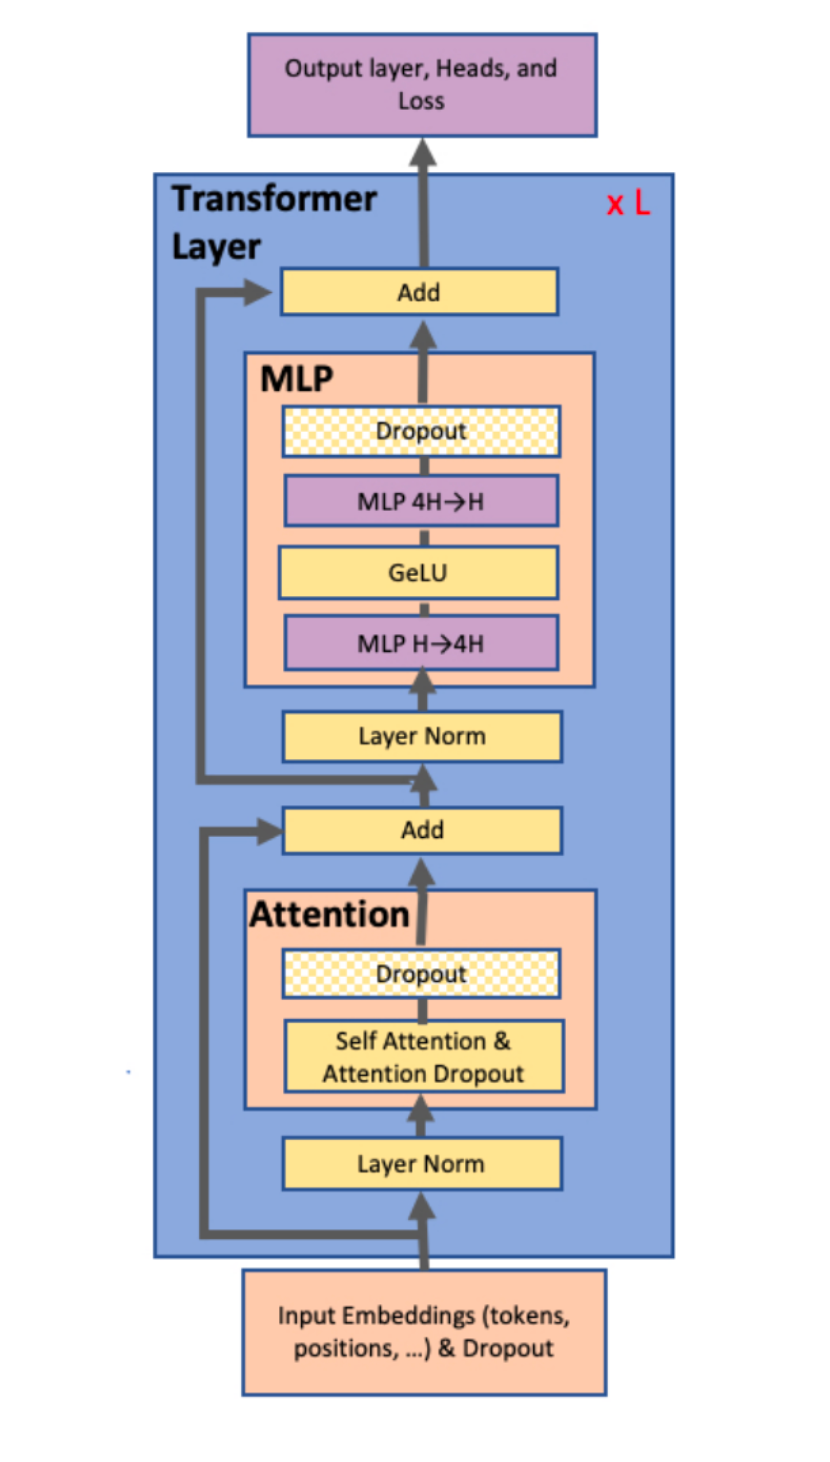 Output layer, Heads, and
Loss
Transformer
Layer
x L
Add
MLP
Dropout
MLP 4H→H
GeLU
MLP H→4H
Layer Norm
Add
Attention
Dropout
Self Attention &
Attention Dropout
Layer Norm
Input Embeddings (tokens,
positions, ...) & Dropout